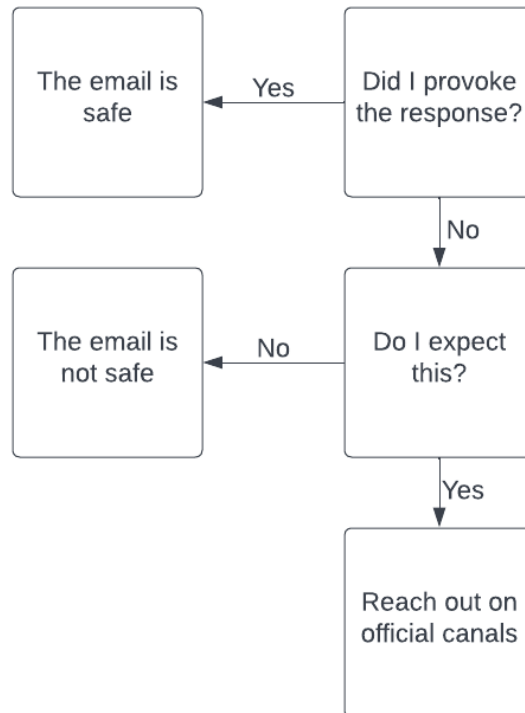 The email is
safe
Yes
Did I provoke
the response?
No
The email is
not safe
No
Do I expect
this?
Yes
Reach out on
official canals